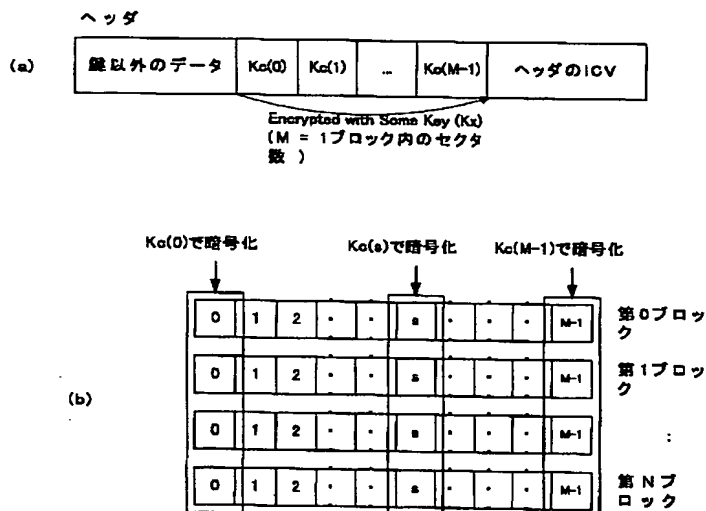 ヘッダ
(a)
鍵以外のデータ Kc(0) Kc(1) ... Kc(M-1) ヘッダのICV
Encrypted with Some Key (Kx)
(M = 1ブロック内のセクタ
数 )
Kc(0)で暗号化 Kc(s)で暗号化 Kc(M-1)で暗号化
0 1 2 · · s · · · M-1 第0ブロッ
ク
0 1 2 · · s · · · M-1 第1ブロッ
ク
(b)
0 1 2 · · s · · · M-1 :
0 1 2 · · s · · · M-1 第Nブ
ロック